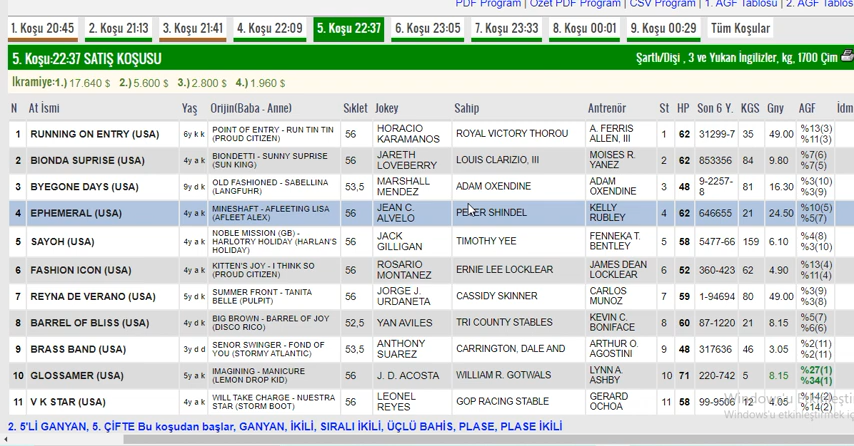 PDF Program | Özet PDF Program | CSV Program | 1. AGF Tablosu | 2. AGF Tablos
1. Koşu 20:45 2. Koşu 21:13 3. Koşu 21:41 4. Koşu 22:09 5. Koşu 22:37 6. Koşu 23:05 7. Koşu 23:33 8. Koşu 00:01 9. Koşu 00:29 Tüm Koşular
5. Koşu:22:37 SATIŞ KOŞUSU Şartlı/Dişi , 3 ve Yukarı İngilizler, kg, 1700 Çim
İkramiye:1.) 17.640 $ 2.) 5.600 $ 3.) 2.800 $ 4.) 1.960 $
N At İsmi Yaş Orijin(Baba - Anne) Sıklet Jokey Sahip Antrenör St HP Son 6 Y. KGS Gny AGF İdm
1 RUNNING ON ENTRY (USA) 6y k k POINT OF ENTRY - RUN TIN TIN (PROUD CITIZEN) 56 HORACIO KARAMANOS ROYAL VICTORY THOROU A. FERRIS ALLEN, III 1 62 31299-7 35 49.00 %13(3) %11(3)
2 BIONDA SUPRISE (USA) 4y a k BIONDETTI - SUNNY SUPRISE (SUN KING) 56 JARETH LOVEBERRY LOUIS CLARIZIO, III MOISES R. YANEZ 2 62 853356 84 9.80 %7(6) %7(5)
3 BYEGONE DAYS (USA) 9y d k OLD FASHIONED - SABELLINA (LANGFUHR) 53,5 MARSHALL MENDEZ ADAM OXENDINE ADAM OXENDINE 3 48 9-2257-8 81 16.30 %3(10) %3(9)
4 EPHEMERAL (USA) 4y a k MINESHAFT - AFLEETING LISA (AFLEET ALEX) 56 JEAN C. ALVELO PETER SHINDEL KELLY RUBLEY 4 62 646655 21 24.50 %10(5) %5(7)
5 SAYOH (USA) 4y a k NOBLE MISSION (GB) - HARLOTRY HOLIDAY (HARLAN'S HOLIDAY) 56 JACK GILLIGAN TIMOTHY YEE FENNEKA T. BENTLEY 5 58 5477-66 159 6.10 %4(8) %3(10)
6 FASHION ICON (USA) 4y a k KITTEN'S JOY - I THINK SO (PROUD CITIZEN) 56 ROSARIO MONTANEZ ERNIE LEE LOCKLEAR JAMES DEAN LOCKLEAR 6 52 360-423 62 4.90 %13(4) %11(4)
7 REYNA DE VERANO (USA) 5y d k SUMMER FRONT - TANITA BELLE (PULPIT) 56 JORGE J. URDANETA CASSIDY SKINNER CARLOS MUNOZ 7 59 1-94694 80 49.00 %3(9) %3(8)
8 BARREL OF BLISS (USA) 4y d k BIG BROWN - BARREL OF JOY (DISCO RICO) 52,5 YAN AVILES TRI COUNTY STABLES KEVIN C. BONIFACE 8 60 87-1220 21 8.15 %5(7) %6(6)
9 BRASS BAND (USA) 3y d d SENOR SWINGER - FOND OF YOU (STORMY ATLANTIC) 53,5 ANTHONY SUAREZ CARRINGTON, DALE AND ARTHUR O. AGOSTINI 9 48 317636 46 3.05 %2(11) %2(11)
10 GLOSSAMER (USA) 5y a k IMAGINING - MANICURE (LEMON DROP KID) 56 J. D. ACOSTA WILLIAM R. GOTWALS LYNN A. ASHBY 10 71 220-742 5 8.15 %27(1) %34(1)
11 V K STAR (USA) 4y a k WILL TAKE CHARGE - NUESTRA STAR (STORM BOOT) 56 LEONEL REYES GOP RACING STABLE GERARD OCHOA 11 58 99-9506 12 4.05 %14(2) %14(2)
Windows'u Etkinleştir
Windows'u etkinleştirmek için
2. 5'Lİ GANYAN, 5. ÇİFTE Bu koşudan başlar, GANYAN, İKİLİ, SIRALI İKİLİ, ÜÇLÜ BAHİS, PLASE, PLASE İKİLİ